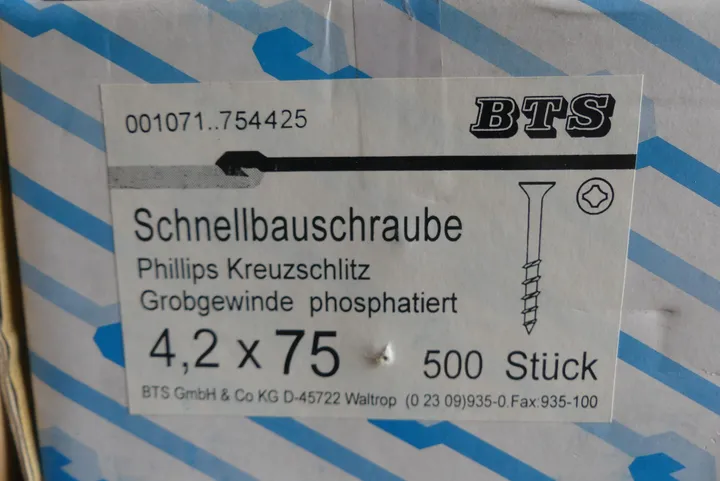 001071..754425
BTS
Schnellbauschraube
Phillips Kreuzschlitz
Grobgewinde phosphatiert
4,2 x 75
500 Stück
BTS GmbH & Co KG D-45722 Waltrop (0 23 09)935-0.Fax:935-100